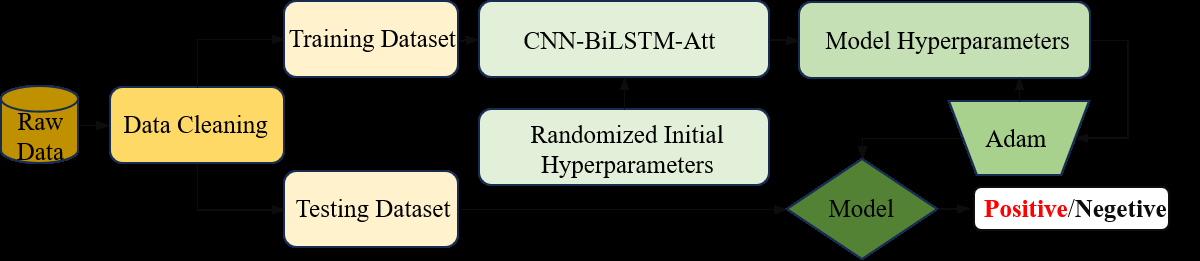 Training Dataset
CNN-BiLSTM-Att
Model Hyperparameters
Raw
Data
Data Cleaning
Randomized Initial
Hyperparameters
Adam
Testing Dataset
Model
Positive/Negetive